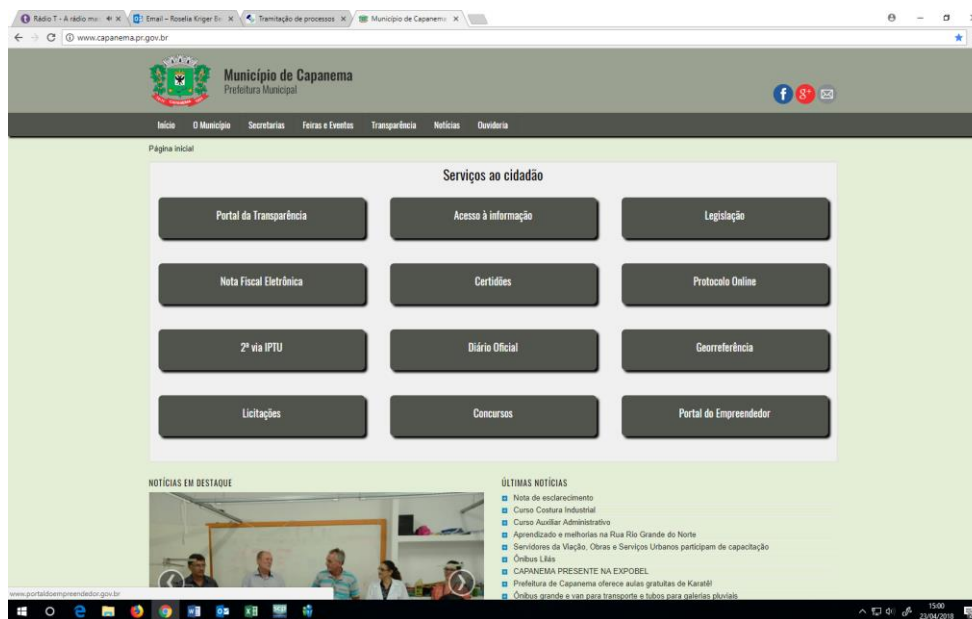 Rádio T - A rádio mu
Email – Roselia Kriger Be
Tramitação de processos
Município de Capanema
www.capanema.pr.gov.br
Município de Capanema
Prefeitura Municipal
Início O Município Secretarias Feiras e Eventos Transparência Notícias Ouvidoria
Página inicial
Serviços ao cidadão
Portal da Transparência Acesso à informação Legislação
Nota Fiscal Eletrônica Certidões Protocolo Online
2ª via IPTU Diário Oficial Georreferência
Licitações Concursos Portal do Empreendedor
NOTÍCIAS EM DESTAQUE
ÚLTIMAS NOTÍCIAS
Nota de esclarecimento
Curso Costura Industrial
Curso Auxiliar Administrativo
Aprendizado e melhorias na Rua Rio Grande do Norte
Servidores da Viação, Obras e Serviços Urbanos participam de capacitação
Ônibus Lilás
CAPANEMA PRESENTE NA EXPOBEL
Prefeitura de Capanema oferece aulas gratuitas de Karatê!
Ônibus grande e van para transporte e tubos para galerias pluviais
www.portaldoempreendedor.gov.br
15:00
23/04/2018